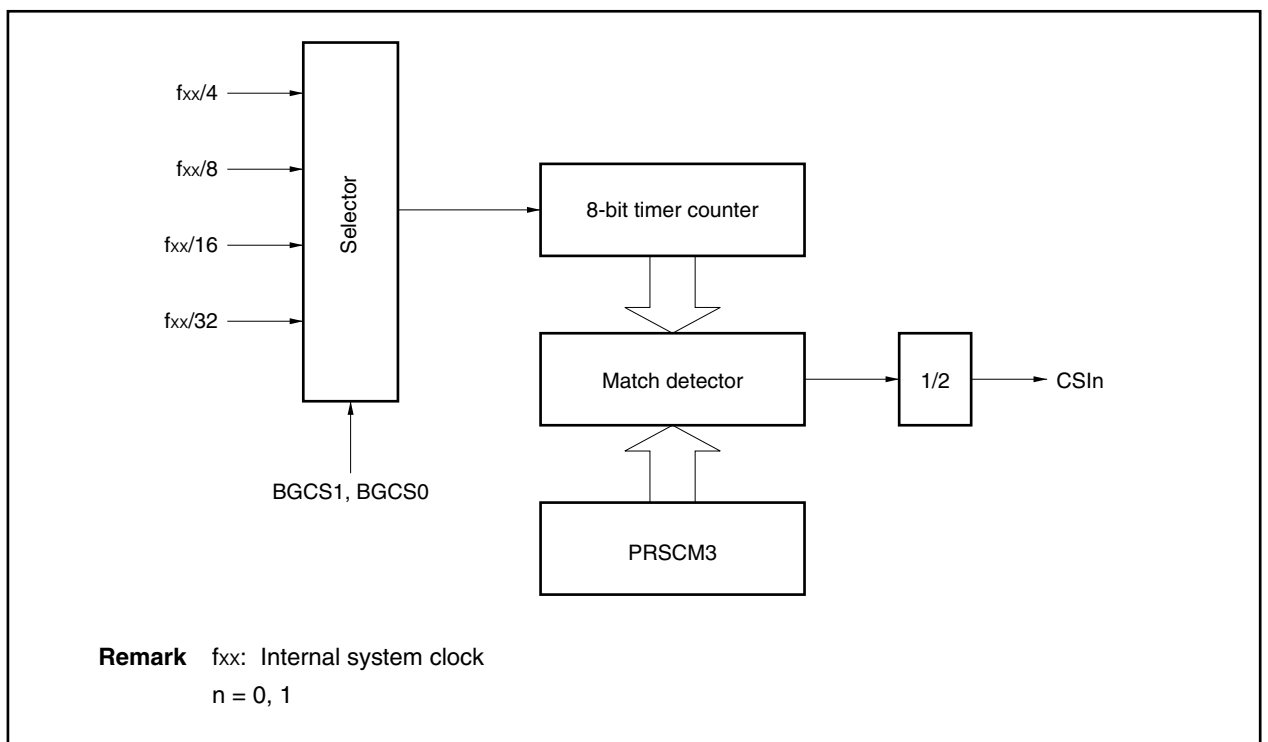 fxx/4
fxx/8
fxx/16
fxx/32
Selector
BGCS1, BGCS0
8-bit timer counter
Match detector
PRSCM3
1/2
CSIn
Remark fxx: Internal system clock
n = 0, 1